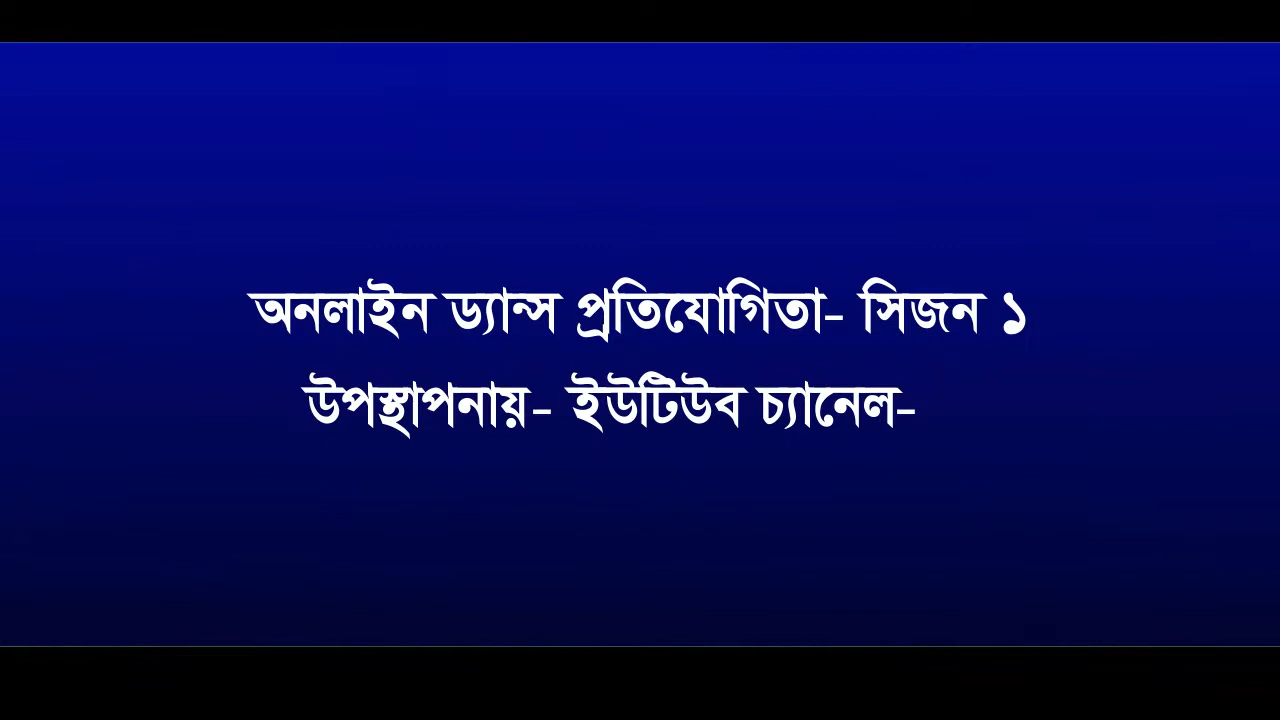 অনলাইন ড্যান্স প্রতিযোগিতা- সিজন ১
উপস্থাপনায়- ইউটিউব চ্যানেল-